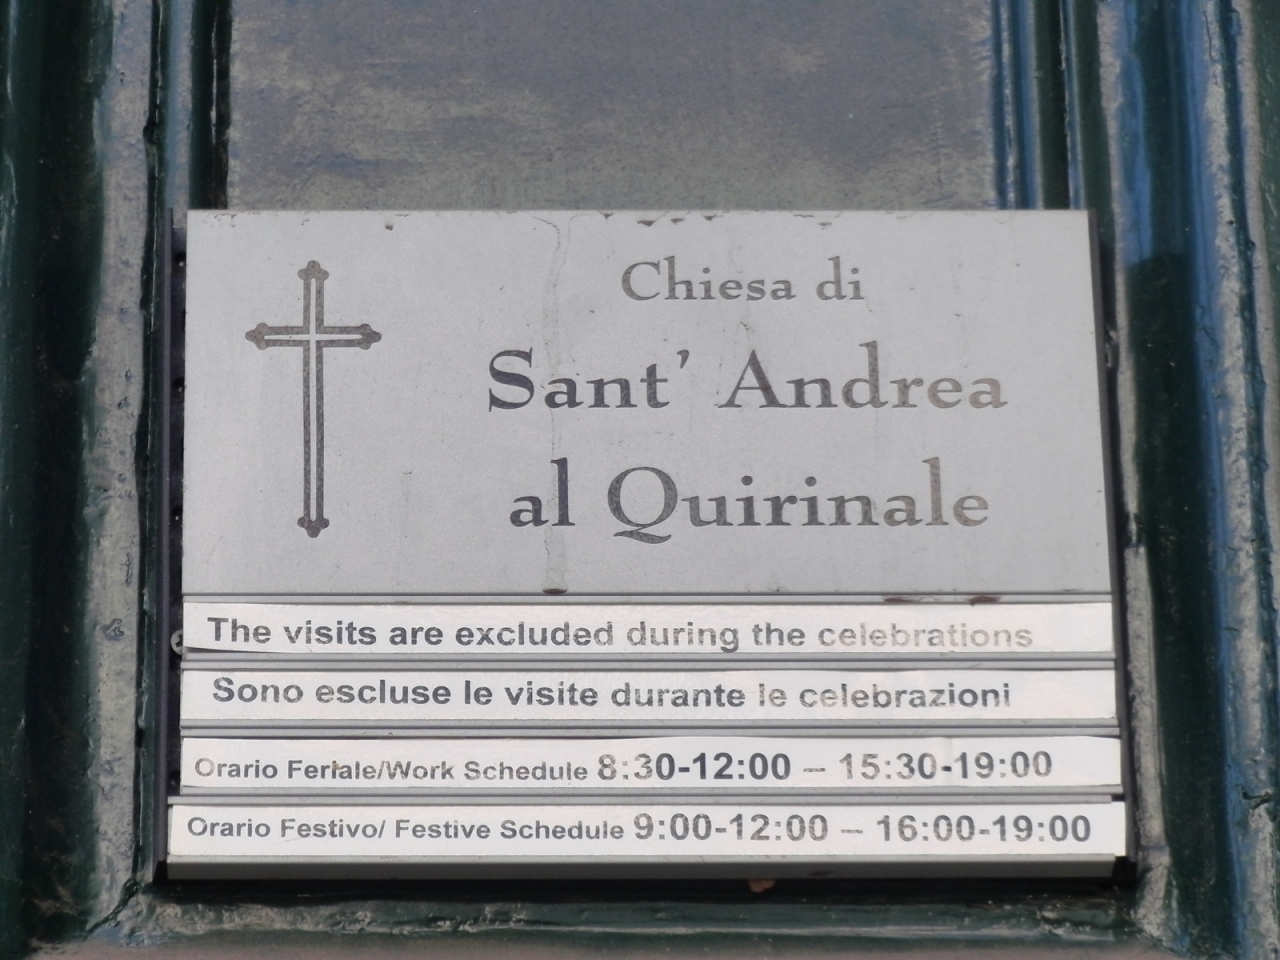 Chiesa di
Sant' Andrea
al Quirinale
The visits are excluded during the celebrations
Sono escluse le visite durante le celebrazioni
Orario Feriale/Work Schedule 8:30-12:00 – 15:30-19:00
Orario Festivo/ Festive Schedule 9:00-12:00 – 16:00-19:00